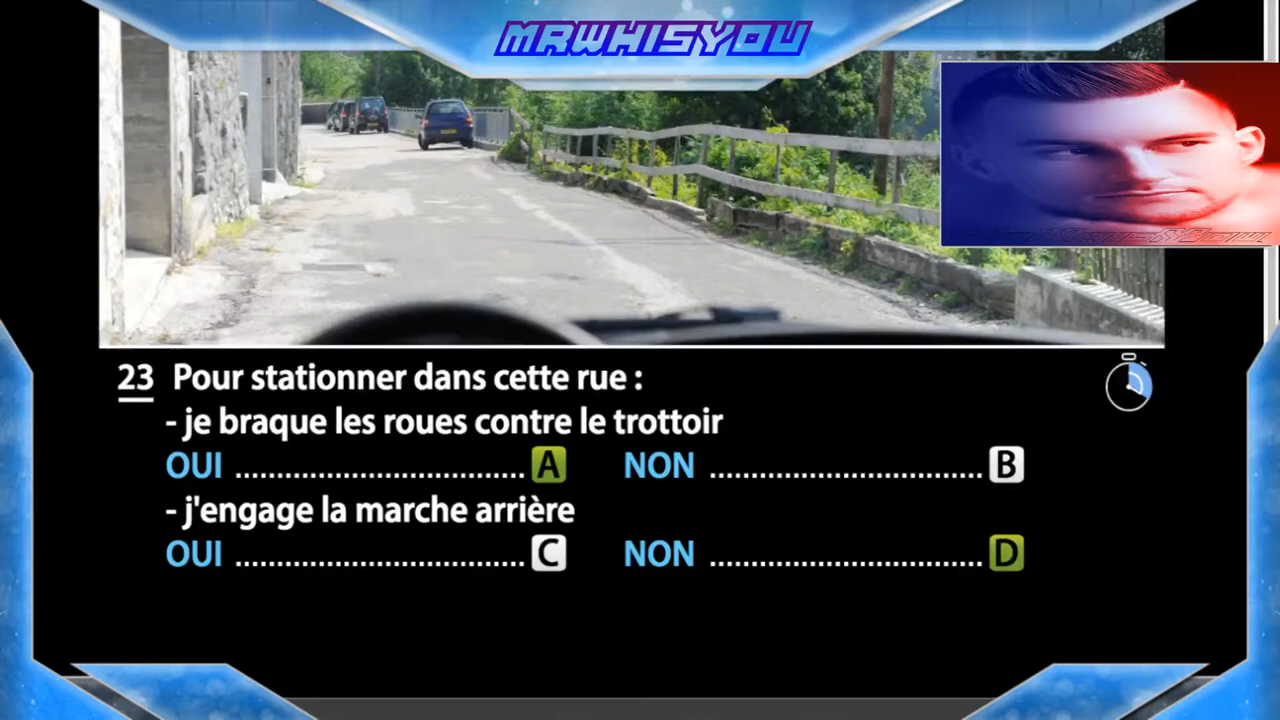 MRWHISYOU
23 Pour stationner dans cette rue :
- je braque les roues contre le trottoir
OUI ................................ A NON .............................. B
- j'engage la marche arrière
OUI ................................ C NON .............................. D